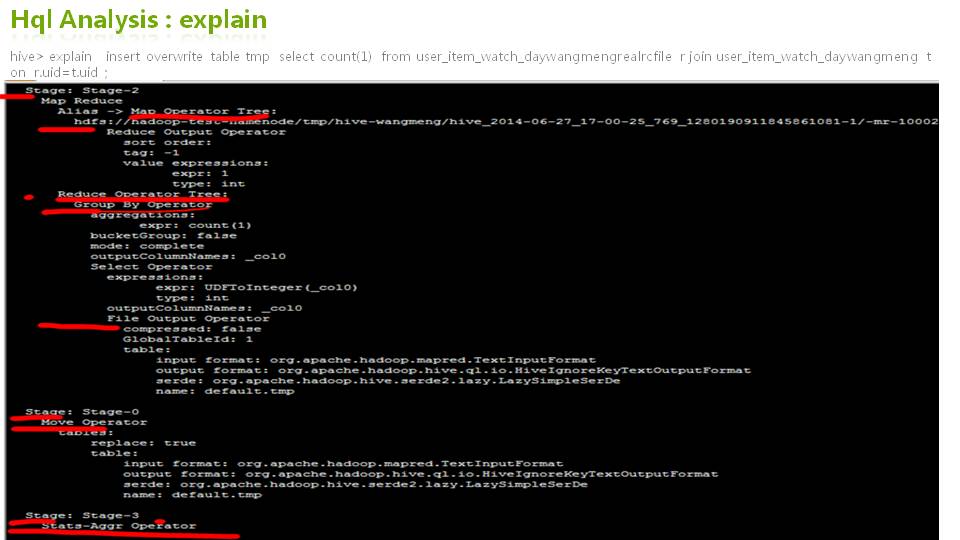 Hql Analysis : explain
hive> explain insert overwrite table tmp select count(1) from user_item_watch_daywangmengrealrcfile r join user_item_watch_daywangmeng t
on r.uid=t.uid ;
Stage: Stage-2
Map Reduce
Alias -> Map Operator Tree:
hdfs://hadoop-test-namenode/tmp/hive-wangmeng/hive_2014-06-27_17-00-25_769_1280190911845861081-1/-mr-10002
Reduce Output Operator
sort order:
tag: -1
value expressions:
expr: 1
type: int
Reduce Operator Tree:
Group By Operator
aggregations:
expr: count(1)
bucketGroup: false
mode: complete
outputColumnNames: _col0
Select Operator
expressions:
expr: UDFToInteger(_col0)
type: int
outputColumnNames: _col0
File Output Operator
compressed: false
GlobalTableId: 1
table:
input format: org.apache.hadoop.mapred.TextInputFormat
output format: org.apache.hadoop.hive.ql.io.HiveIgnoreKeyTextOutputFormat
serde: org.apache.hadoop.hive.serde2.lazy.LazySimpleSerDe
name: default.tmp
Stage: Stage-0
Move Operator
tables:
replace: true
table:
input format: org.apache.hadoop.mapred.TextInputFormat
output format: org.apache.hadoop.hive.ql.io.HiveIgnoreKeyTextOutputFormat
serde: org.apache.hadoop.hive.serde2.lazy.LazySimpleSerDe
name: default.tmp
Stage: Stage-3
Stats-Aggr Operator